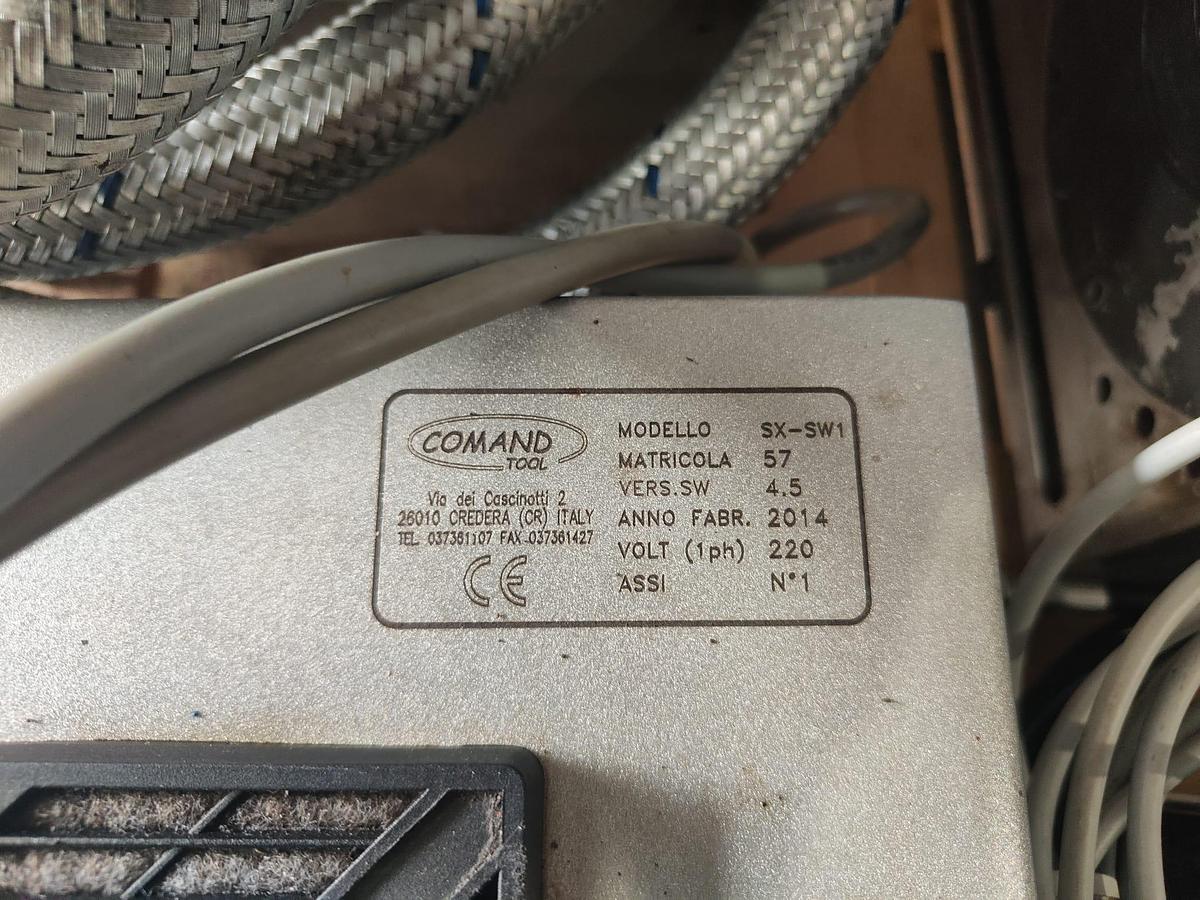 COMAND
TOOL
Via dei Cascinotti 2
26010 CREDERA (CR) ITALY
TEL 037361107 FAX 037361427
CE
MODELLO SX-SW1
MATRICOLA 57
VERS.SW 4.5
ANNO FABR. 2014
VOLT (1ph) 220
ASSI N°1